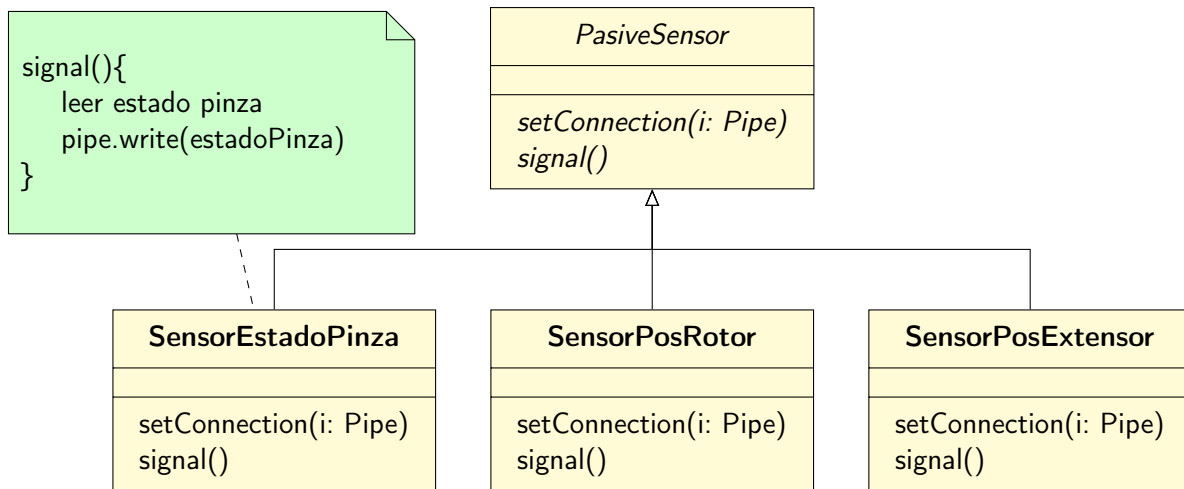 signal(){
leer estado pinza
pipe.write(estadoPinza)
}
PasiveSensor
setConnection(i: Pipe)
signal()
SensorEstadoPinza
setConnection(i: Pipe)
signal()
SensorPosRotor
setConnection(i: Pipe)
signal()
SensorPosExtensor
setConnection(i: Pipe)
signal()